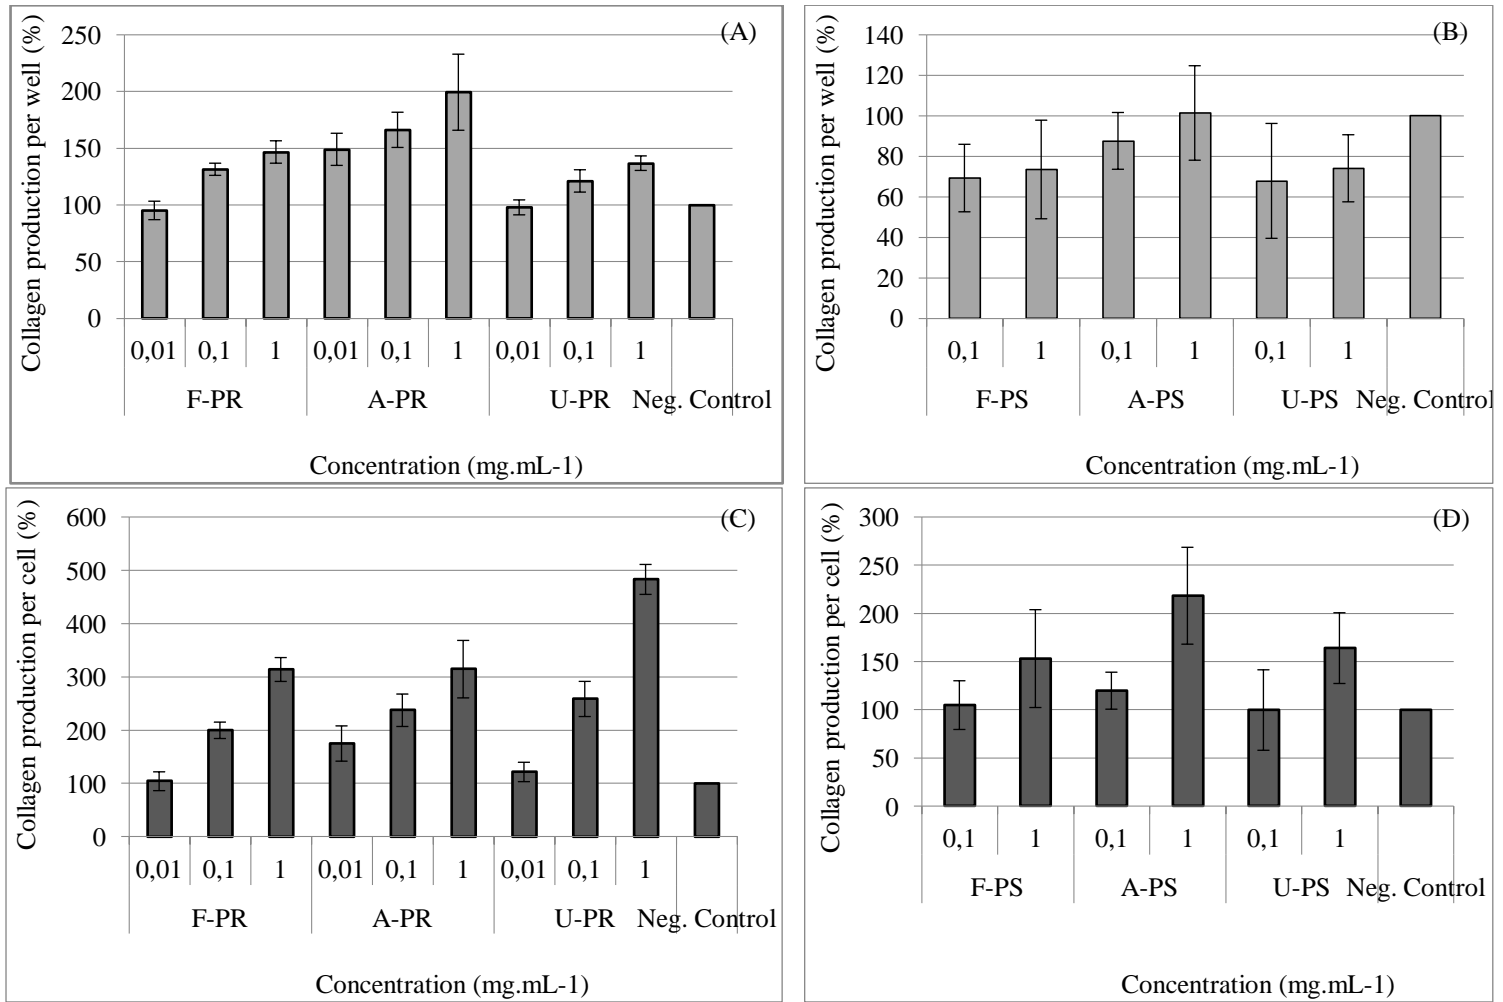 Collagen production per well (%)
(A)
250
200
150
100
50
0
0,01 0,1 1 0,01 0,1 1 0,01 0,1 1
F-PR A-PR U-PR Neg. Control
Concentration (mg.mL-1)
Collagen production per well (%)
(B)
140
120
100
80
60
40
20
0
0,1 1 0,1 1 0,1 1
F-PS A-PS U-PS Neg. Control
Concentration (mg.mL-1)
Collagen production per cell (%)
(C)
600
500
400
300
200
100
0
0,01 0,1 1 0,01 0,1 1 0,01 0,1 1
F-PR A-PR U-PR Neg. Control
Concentration (mg.mL-1)
Collagen production per cell (%)
(D)
300
250
200
150
100
50
0
0,1 1 0,1 1 0,1 1
F-PS A-PS U-PS Neg. Control
Concentration (mg.mL-1)